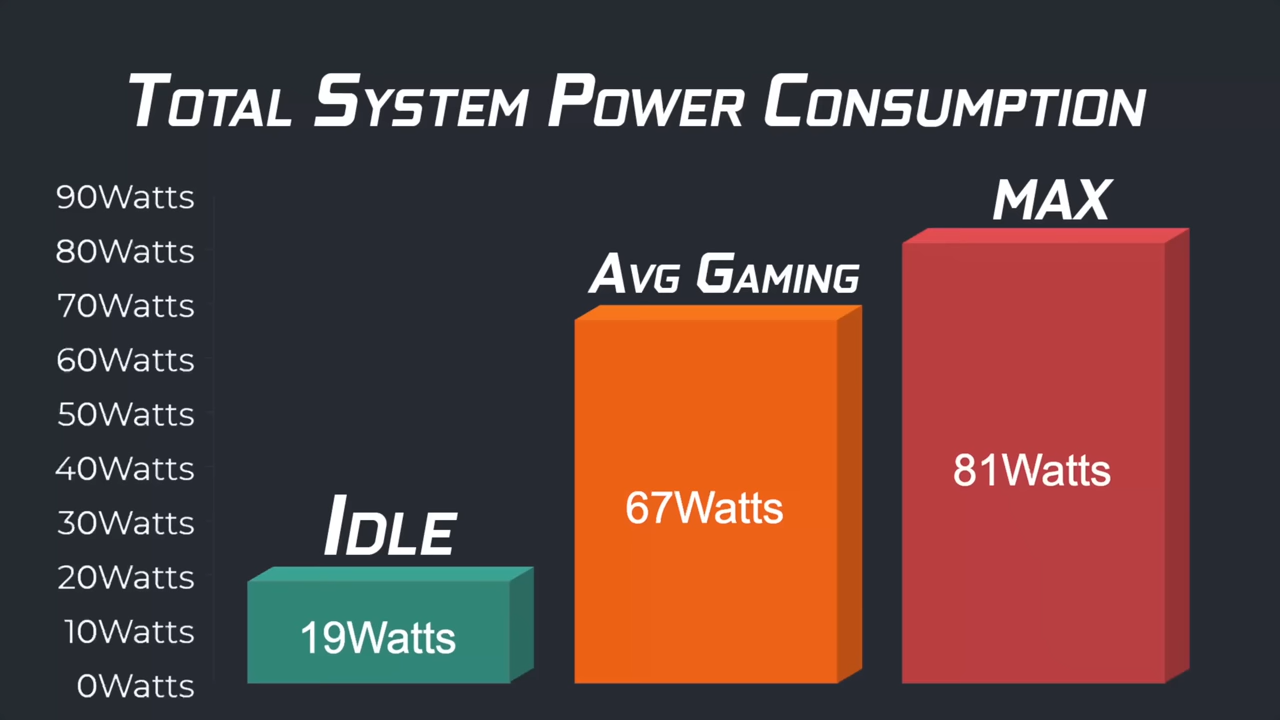 TOTAL SYSTEM POWER CONSUMPTION
90Watts
80Watts
70Watts
60Watts
50Watts
40Watts
30Watts
20Watts
10Watts
0Watts
IDLE
19Watts
AVG GAMING
67Watts
MAX
81Watts